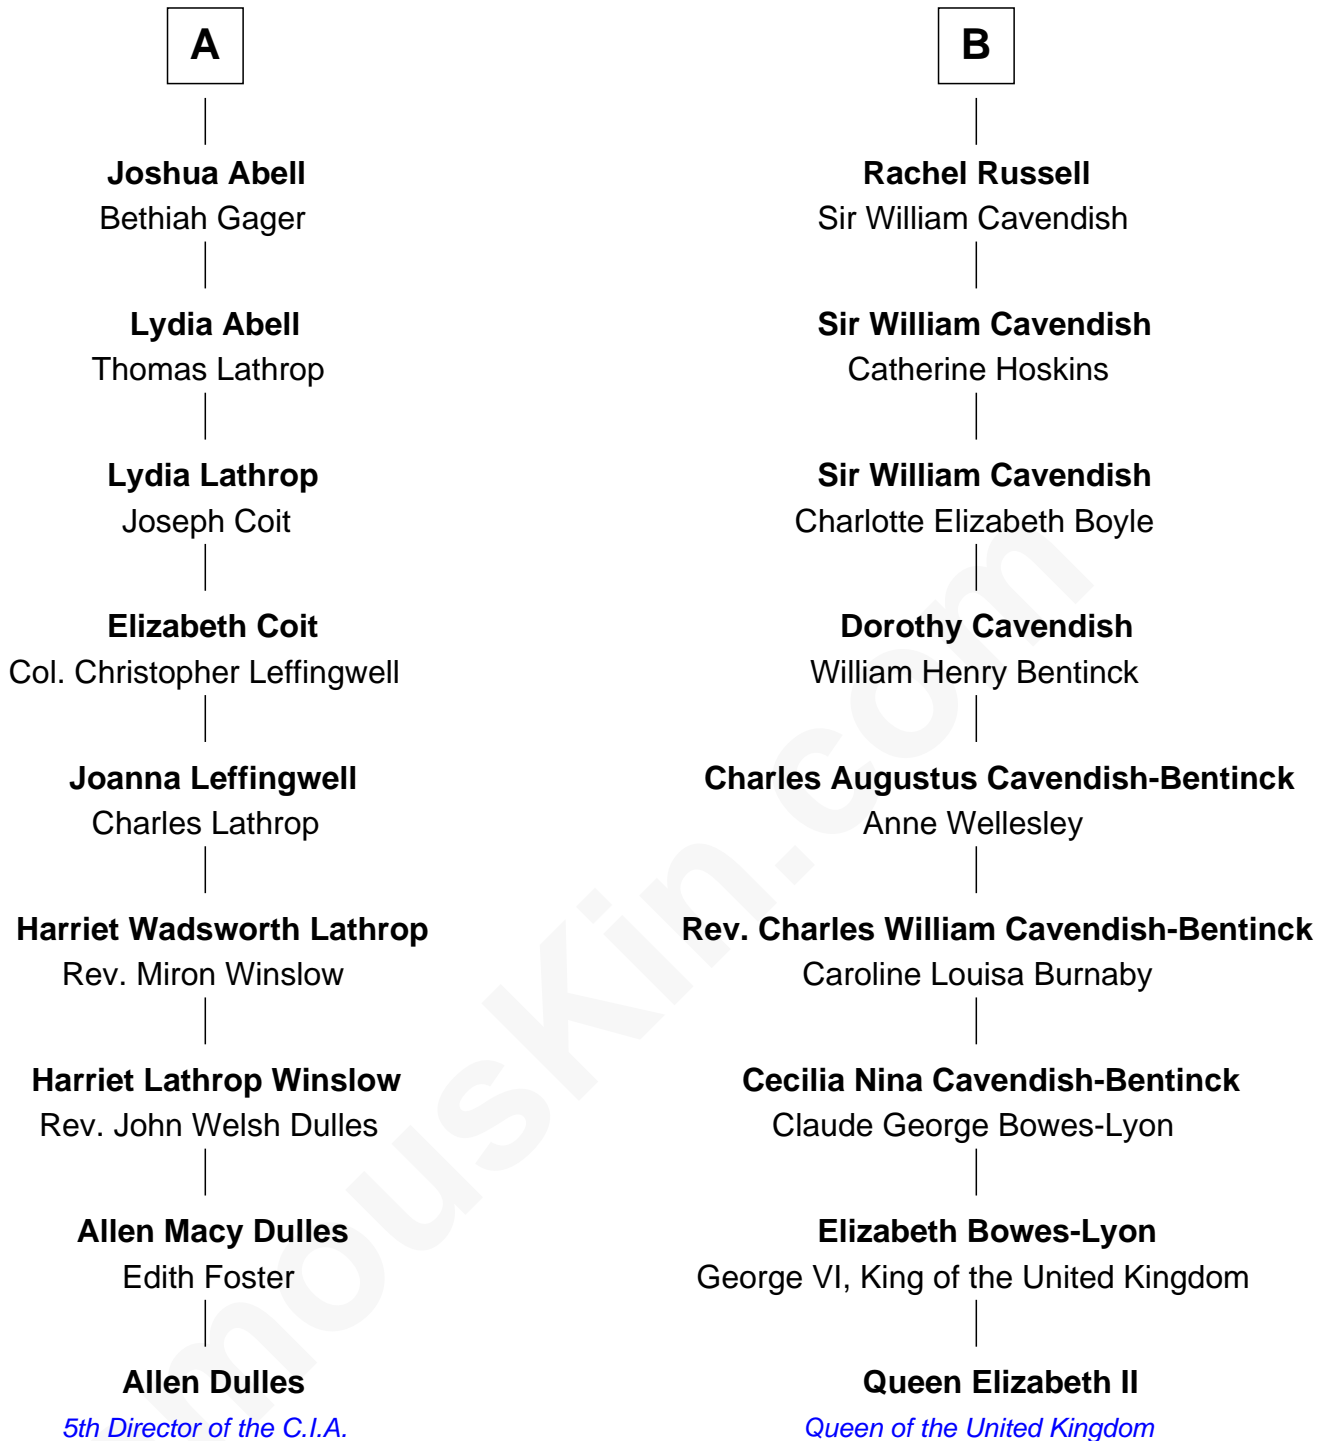 A
B
Joshua Abell
Bethiah Gager
Rachel Russell
Sir William Cavendish
Lydia Abell
Thomas Lathrop
Sir William Cavendish
Catherine Hoskins
Lydia Lathrop
Joseph Coit
Sir William Cavendish
Charlotte Elizabeth Boyle
Elizabeth Coit
Col. Christopher Leffingwell
Dorothy Cavendish
William Henry Bentinck
Joanna Leffingwell
Charles Lathrop
Charles Augustus Cavendish-Bentinck
Anne Wellesley
Harriet Wadsworth Lathrop
Rev. Miron Winslow
Rev. Charles William Cavendish-Bentinck
Caroline Louisa Burnaby
Harriet Lathrop Winslow
Rev. John Welsh Dulles
Cecilia Nina Cavendish-Bentinck
Claude George Bowes-Lyon
Allen Macy Dulles
Edith Foster
Elizabeth Bowes-Lyon
George VI, King of the United Kingdom
Allen Dulles
5th Director of the C.I.A.
Queen Elizabeth II
Queen of the United Kingdom
mousKin.com